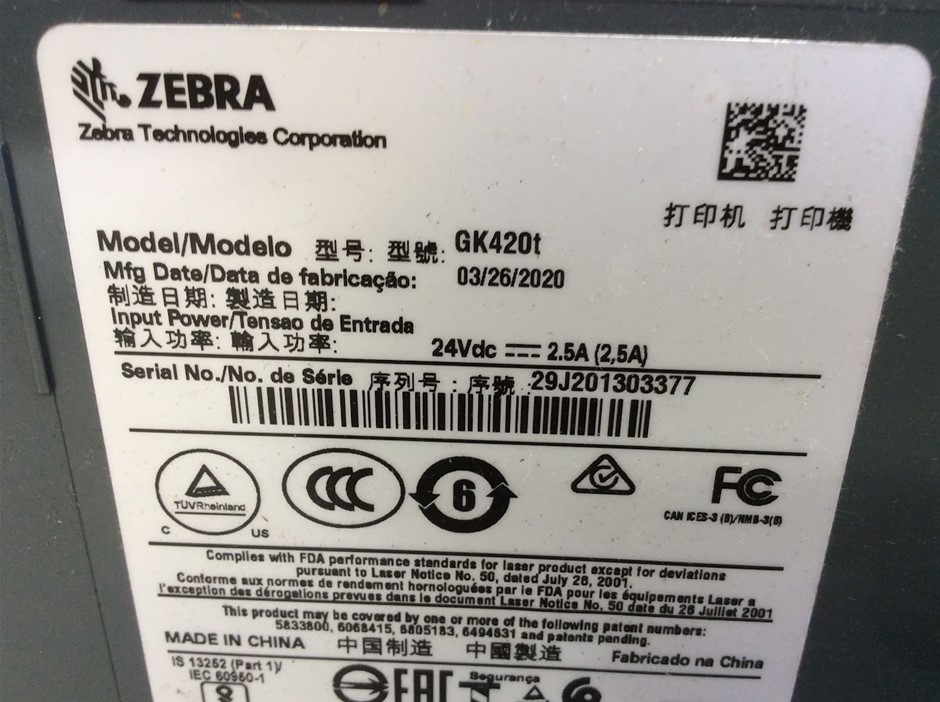 ZEBRA
Zebra Technologies Corporation
打印机 打印機
Model/Modelo 型号: 型號: GK420t
Mfg Date/Data de fabricação: 03/26/2020
制造日期: 製造日期:
Input Power/Tensao de Entrada
输入功率: 輸入功率: 24Vdc 2.5A (2,5A)
Serial No./No. de Série 序列号 : 序號 : 29J201303377
TÜVRheinland
C US
CCC
6
FC
CAN ICES-3 (B)/NMB-3(B)
Complies with FDA performance standards for laser product except for deviations
pursuant to Laser Notice No. 50, dated July 26, 2001.
Conforme aux normes de rendement homologuées par le FDA pour les équipements Laser a
l'exception des dérogations prevues dans le document Laser Notice No. 50 date du 26 Juillet 2001
This product may be covered by one or more of the following patent numbers:
5833800, 6068415, 6805183, 6494631 and patents pending.
MADE IN CHINA 中国制造 中國製造 Fabricado na China
IS 13252 (Part 1)/
IEC 60950-1
EAC
Segurança